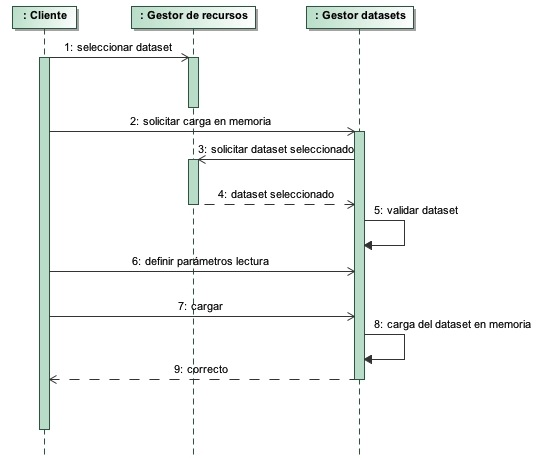 : Cliente
: Gestor de recursos
: Gestor datasets
1: seleccionar dataset
2: solicitar carga en memoria
3: solicitar dataset seleccionado
4: dataset seleccionado
5: validar dataset
6: definir parámetros lectura
7: cargar
8: carga del dataset en memoria
9: correcto